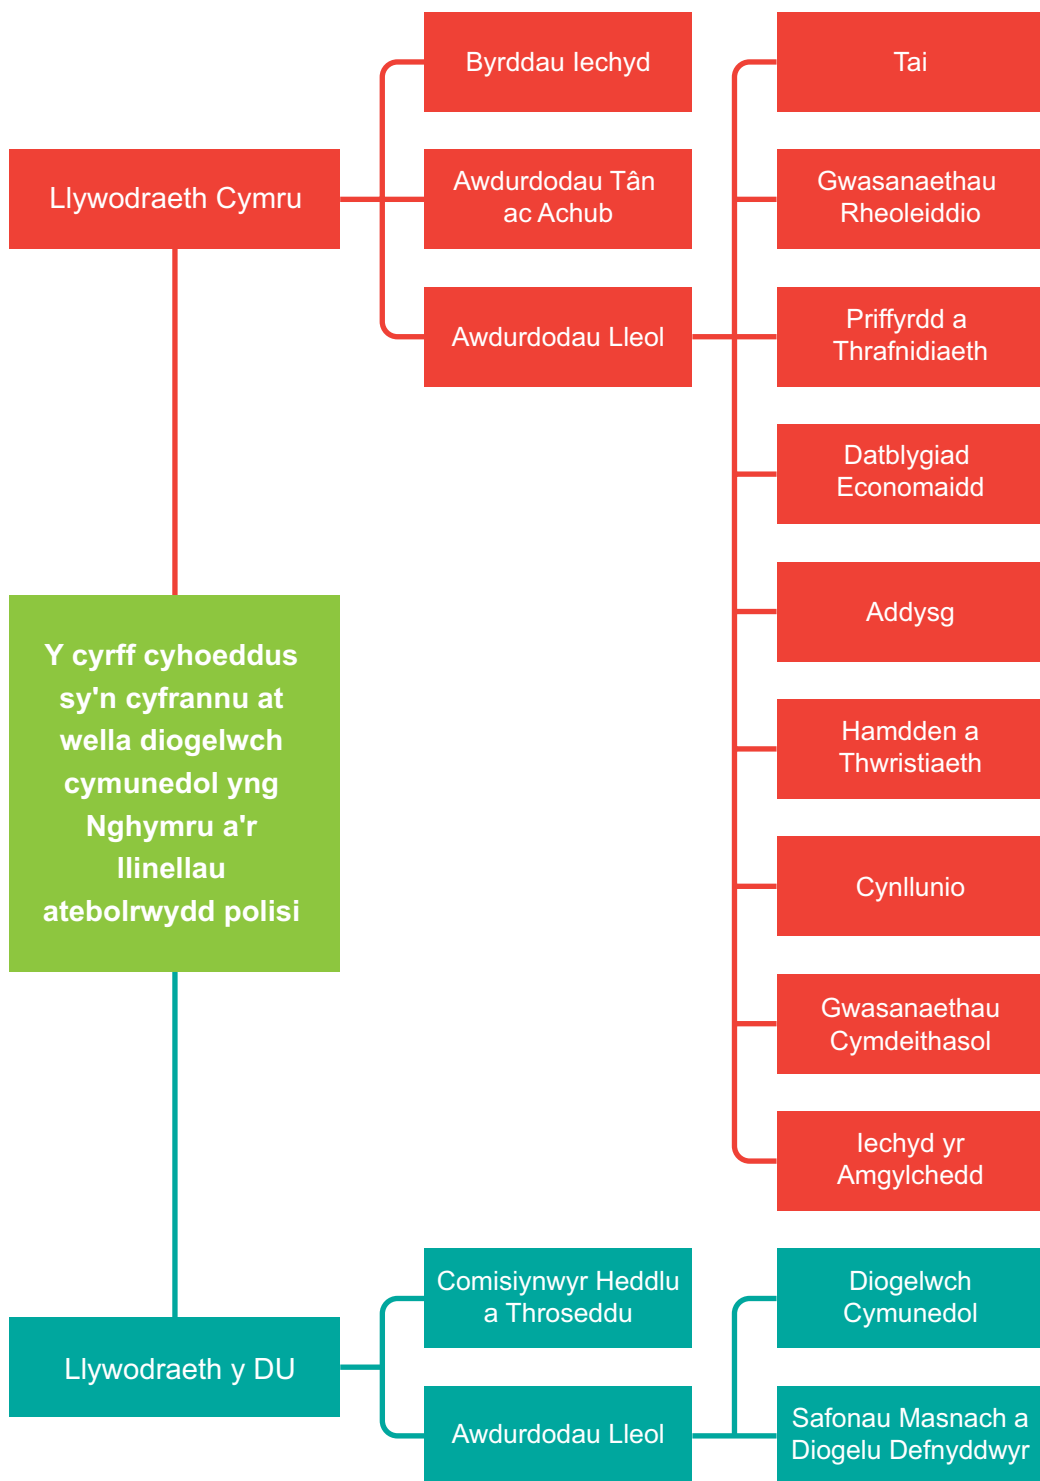 Byrddau Iechyd
Tai
Llywodraeth Cymru
Awdurdodau Tân
ac Achub
Gwasanaethau
Rheoleiddio
Awdurdodau Lleol
Priffyrdd a
Thrafnidiaeth
Datblygiad
Economaidd
Addysg
Y cyrff cyhoeddus
sy'n cyfrannu at
wella diogelwch
cymunedol yng
Nghymru a'r
llinellau
atebolrwydd polisi
Hamdden a
Thwristiaeth
Cynllunio
Gwasanaethau
Cymdeithasol
Iechyd yr
Amgylchedd
Comisiynwyr Heddlu
a Throseddu
Diogelwch
Cymunedol
Llywodraeth y DU
Awdurdodau Lleol
Safonau Masnach a
Diogelu Defnyddwyr